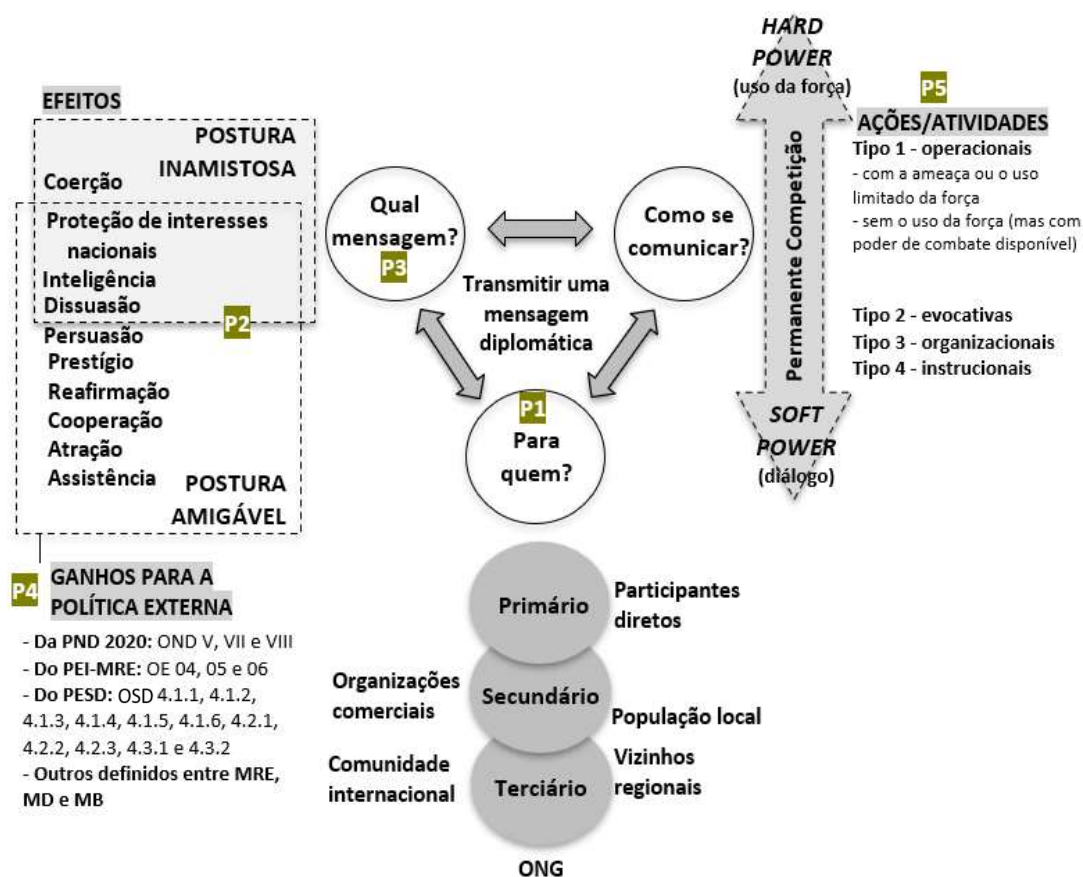 EFEITOS
POSTURA
INAMISTOSA
Coerção
Proteção de interesses
nacionais
Inteligência
Dissuasão
P2
Persuasão
Prestígio
Reafirmação
Cooperação
Atração
Assistência
POSTURA
AMIGÁVEL
P4
GANHOS PARA A
POLÍTICA EXTERNA
- Da PND 2020: OND V, VII e VIII
- Do PEI-MRE: OE 04, 05 e 06
- Do PESD: OSD 4.1.1, 4.1.2,
4.1.3, 4.1.4, 4.1.5, 4.1.6, 4.2.1,
4.2.2, 4.2.3, 4.3.1 e 4.3.2
- Outros definidos entre MRE,
MD e MB
Qual
mensagem?
P3
Como se
comunicar?
Transmitir uma
mensagem
diplomática
P1
Para
quem?
Primário
Participantes
diretos
Organizações
comerciais
Secundário
População local
Comunidade
internacional
Terciário
Vizinhos
regionais
ONG
HARD
POWER
(uso da força)
Permanente Competição
SOFT
POWER
(diálogo)
P5
AÇÕES/ATIVIDADES
Tipo 1 - operacionais
- com a ameaça ou o uso
limitado da força
- sem o uso da força (mas com
poder de combate disponível)
Tipo 2 - evocativas
Tipo 3 - organizacionais
Tipo 4 - instrucionais